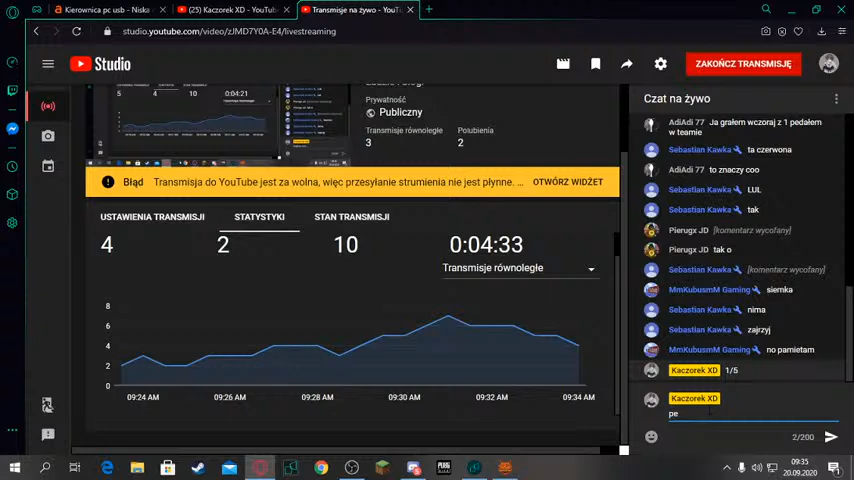 Kierownica pc usb - Niska
(25) Kaczorek XD - YouTube
Transmisje na żywo - YouTu
studio.youtube.com/video/zJMD7Y0A-E4/livestreaming
Studio
ZAKOŃCZ TRANSMISJĘ
5 4 10 0:04:21
Prywatność
Publiczny
Transmisje równoległe
Polubienia
3
2
Błąd Transmisja do YouTube jest za wolna, więc przesyłanie strumienia nie jest płynne. ... OTWÓRZ WIDŻET
USTAWIENIA TRANSMISJI
STATYSTYKI
STAN TRANSMISJI
4 2 10 0:04:33
Transmisje równoległe
8
6
4
2
0
09:24 AM 09:26 AM 09:28 AM 09:30 AM 09:32 AM 09:34 AM
Czat na żywo
AdiAdi 77 Ja grałem wczoraj z 1 pedałem
w teamie
Sebastian Kawka ta czerwona
AdiAdi 77 to znaczy coo
Sebastian Kawka LUL
Sebastian Kawka tak
Pierugx JD [komentarz wycofany]
Pierugx JD tak o
Sebastian Kawka [komentarz wycofany]
MmKubusmM Gaming siemka
Sebastian Kawka nima
Sebastian Kawka zajrzyj
MmKubusmM Gaming no pamietam
Kaczorek XD 1/5
Kaczorek XD
pe
2/200
09:35
20.09.2020